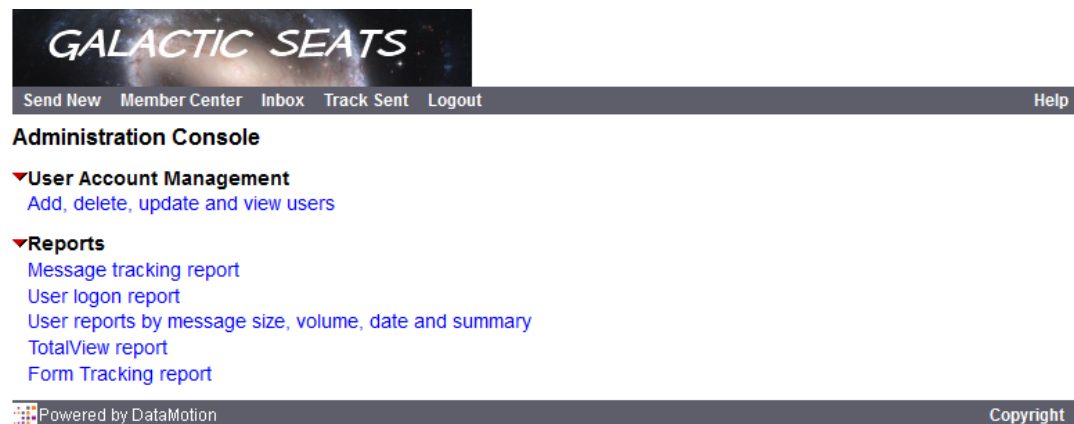 GALACTIC SEATS
Send New Member Center Inbox Track Sent Logout Help
Administration Console
User Account Management
Add, delete, update and view users
Reports
Message tracking report
User logon report
User reports by message size, volume, date and summary
TotalView report
Form Tracking report
Powered by DataMotion Copyright